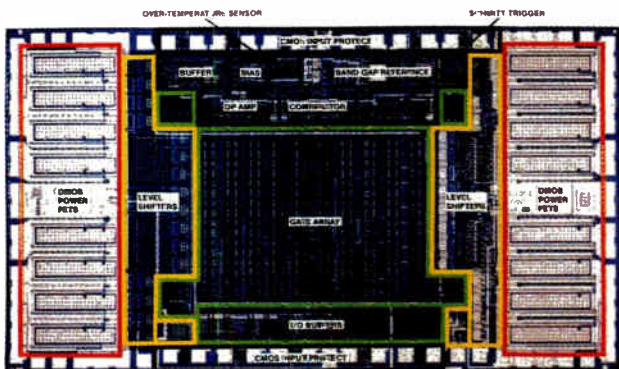 OVER-TEMPERATURE SENSOR
SCHMITT TRIGGER
CMOS INPUT PROTECT
BUFFER
BIAS
BAND GAP REFERENCE
OP AMP
COMPARATOR
DMOS
POWER
FETS
LEVEL
SHIFTERS
GATE ARRAY
LEVEL
SHIFTERS
DMOS
POWER
FETS
I/O BUFFERS
CMOS INPUT PROTECT